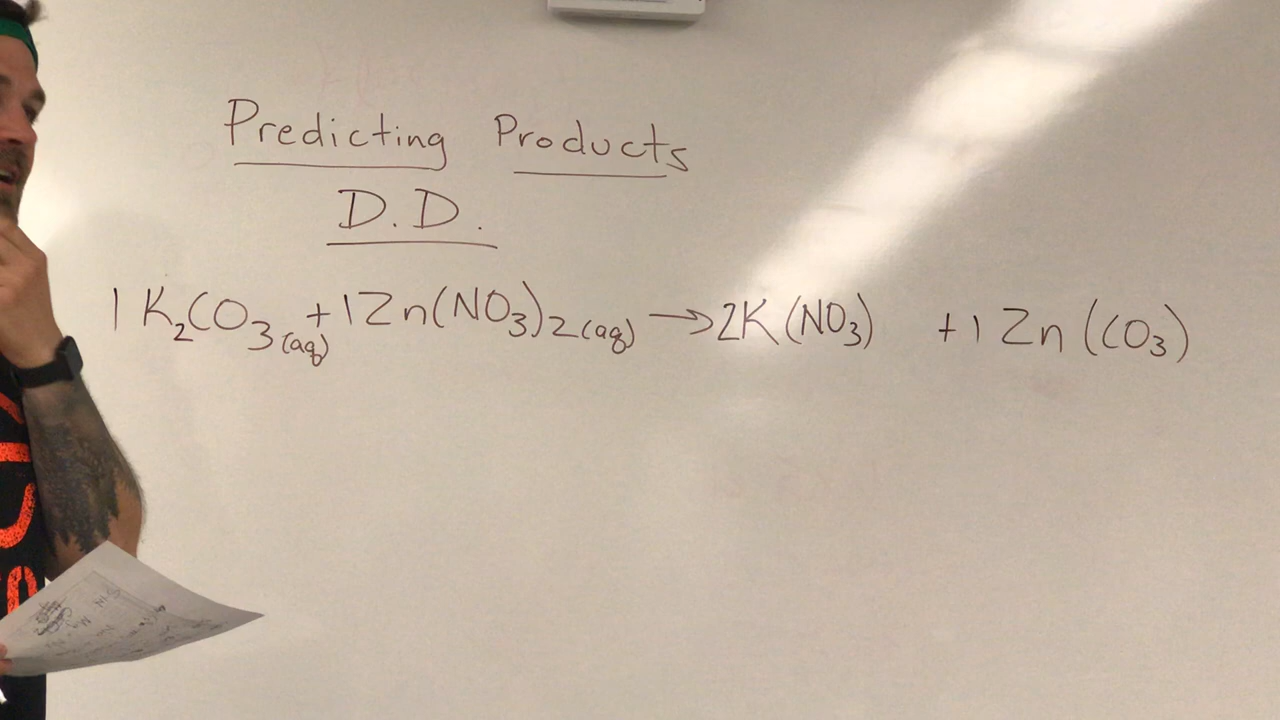 Predicting Products
D.D.
1 K₂CO₃(aq) + 1 Zn(NO₃)₂(aq) → 2K(NO₃) + 1 Zn(CO₃)